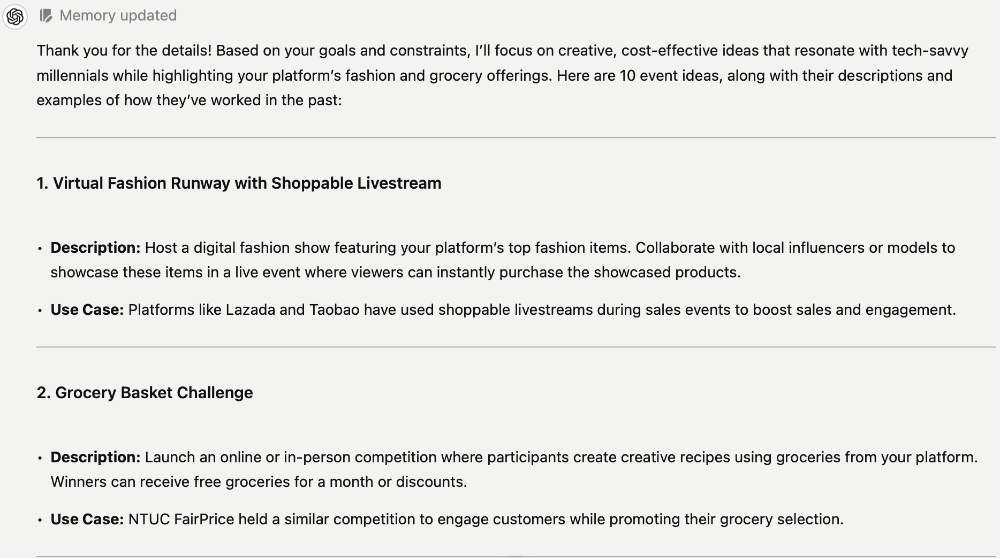 Memory updated
Thank you for the details! Based on your goals and constraints, I’ll focus on creative, cost-effective ideas that resonate with tech-savvy
millennials while highlighting your platform’s fashion and grocery offerings. Here are 10 event ideas, along with their descriptions and
examples of how they’ve worked in the past:
1. Virtual Fashion Runway with Shoppable Livestream
• Description: Host a digital fashion show featuring your platform’s top fashion items. Collaborate with local influencers or models to
showcase these items in a live event where viewers can instantly purchase the showcased products.
• Use Case: Platforms like Lazada and Taobao have used shoppable livestreams during sales events to boost sales and engagement.
2. Grocery Basket Challenge
• Description: Launch an online or in-person competition where participants create creative recipes using groceries from your platform.
Winners can receive free groceries for a month or discounts.
• Use Case: NTUC FairPrice held a similar competition to engage customers while promoting their grocery selection.